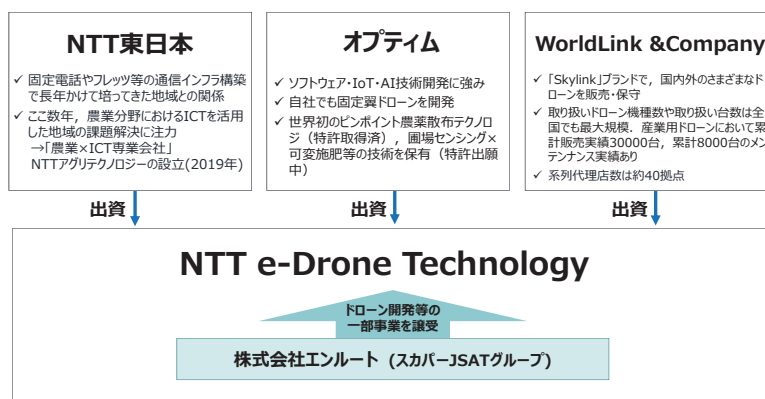 NTT東日本
✓ 固定電話やフレッツ等の通信インフラ構築
で長年かけて培ってきた地域との関係
✓ ここ数年，農業分野におけるICTを活用
した地域の課題解決に注力
→「農業×ICT専業会社」
NTTアグリテクノロジーの設立(2019年)
オプティム
✓ ソフトウェア・IoT・AI技術開発に強み
✓ 自社でも固定翼ドローンを開発
✓ 世界初のピンポイント農薬散布テクノロ
ジ（特許取得済），圃場センシング×
可変施肥等の技術を保有（特許出願
中）
WorldLink &Company
✓ 「Skylink」ブランドで，国内外のさまざまなド
ローンを販売・保守
✓ 取り扱いドローン機種数や取り扱い台数は全
国でも最大規模．産業用ドローンにおいて累
計販売実績30000台，累計8000台のメン
テンナンス実績あり
✓ 系列代理店数は約40拠点
出資
出資
出資
NTT e-Drone Technology
ドローン開発等の
一部事業を譲受
株式会社エンルート (スカパーJSATグループ)